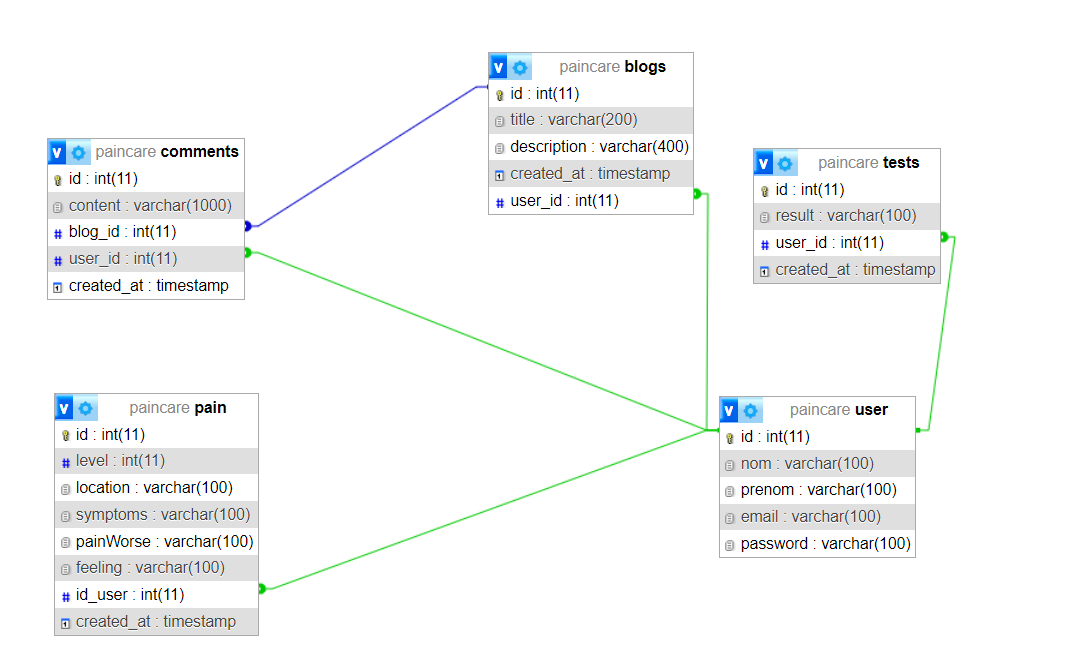 v paincare blogs
id : int(11)
title : varchar(200)
description : varchar(400)
created_at : timestamp
user_id : int(11)
v paincare comments
id : int(11)
content : varchar(1000)
blog_id : int(11)
user_id : int(11)
created_at : timestamp
v paincare tests
id : int(11)
result : varchar(100)
user_id : int(11)
created_at : timestamp
v paincare pain
id : int(11)
level : int(11)
location : varchar(100)
symptoms : varchar(100)
painWorse : varchar(100)
feeling : varchar(100)
id_user : int(11)
created_at : timestamp
v paincare user
id : int(11)
nom : varchar(100)
prenom : varchar(100)
email : varchar(100)
password : varchar(100)